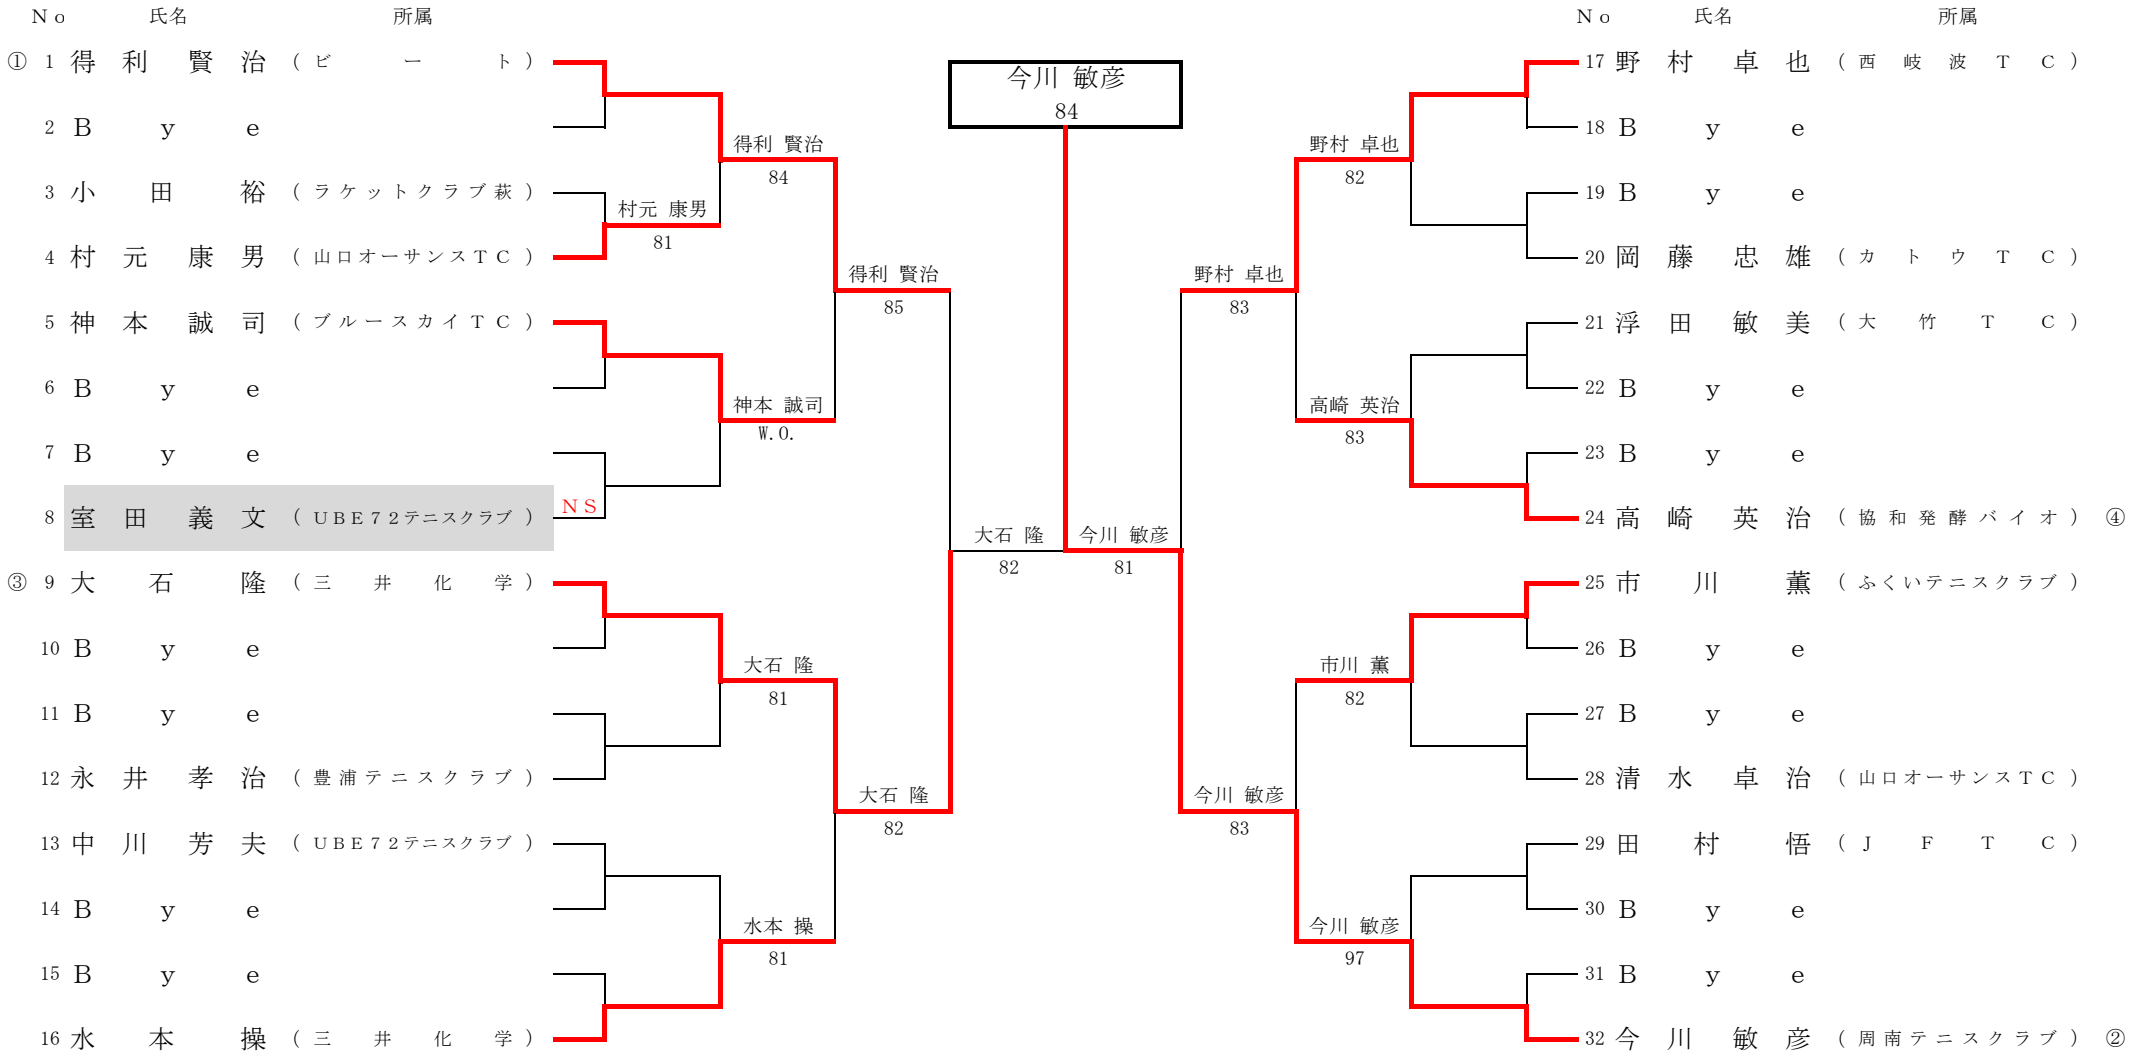 No 氏名 所属
① 1 得利 賢治 (ビート)
2 Bye
3 小田 裕 (ラケットクラブ萩)
4 村元 康男 (山口オーサンスTC)
5 神本 誠司 (ブルースカイTC)
6 Bye
7 Bye
8 室田 義文 (UBE72テニスクラブ) NS
③ 9 大石 隆 (三井化学)
10 Bye
11 Bye
12 永井 孝治 (豊浦テニスクラブ)
13 中川 芳夫 (UBE72テニスクラブ)
14 Bye
15 Bye
16 水本 操 (三井化学)
村元 康男
81
得利 賢治
84
神本 誠司
W.O.
大石 隆
81
水本 操
81
得利 賢治
85
大石 隆
82
大石 隆
82
今川 敏彦
84
今川 敏彦
81
野村 卓也
83
今川 敏彦
83
野村 卓也
82
高崎 英治
83
市川 薫
82
今川 敏彦
97
No 氏名 所属
17 野村 卓也 (西岐波TC)
18 Bye
19 Bye
20 岡藤 忠雄 (カトウTC)
21 浮田 敏美 (大竹TC)
22 Bye
23 Bye
24 高崎 英治 (協和発酵バイオ) ④
25 市川 薫 (ふくいテニスクラブ)
26 Bye
27 Bye
28 清水 卓治 (山口オーサンスTC)
29 田村 悟 (JFTC)
30 Bye
31 Bye
32 今川 敏彦 (周南テニスクラブ) ②